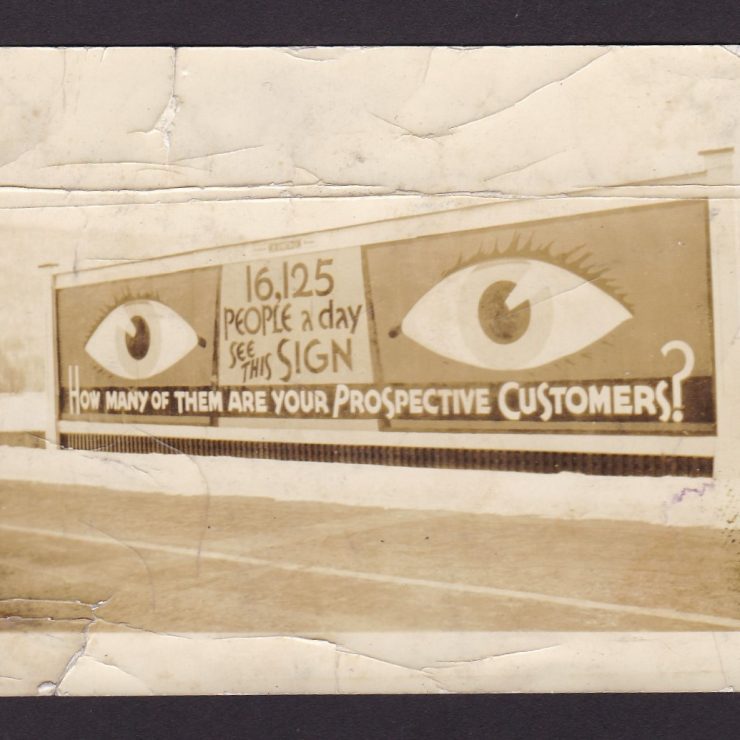 16,125
PEOPLE a day
SEE
THIS SIGN
HOW MANY OF THEM ARE YOUR PROSPECTIVE CUSTOMERS?